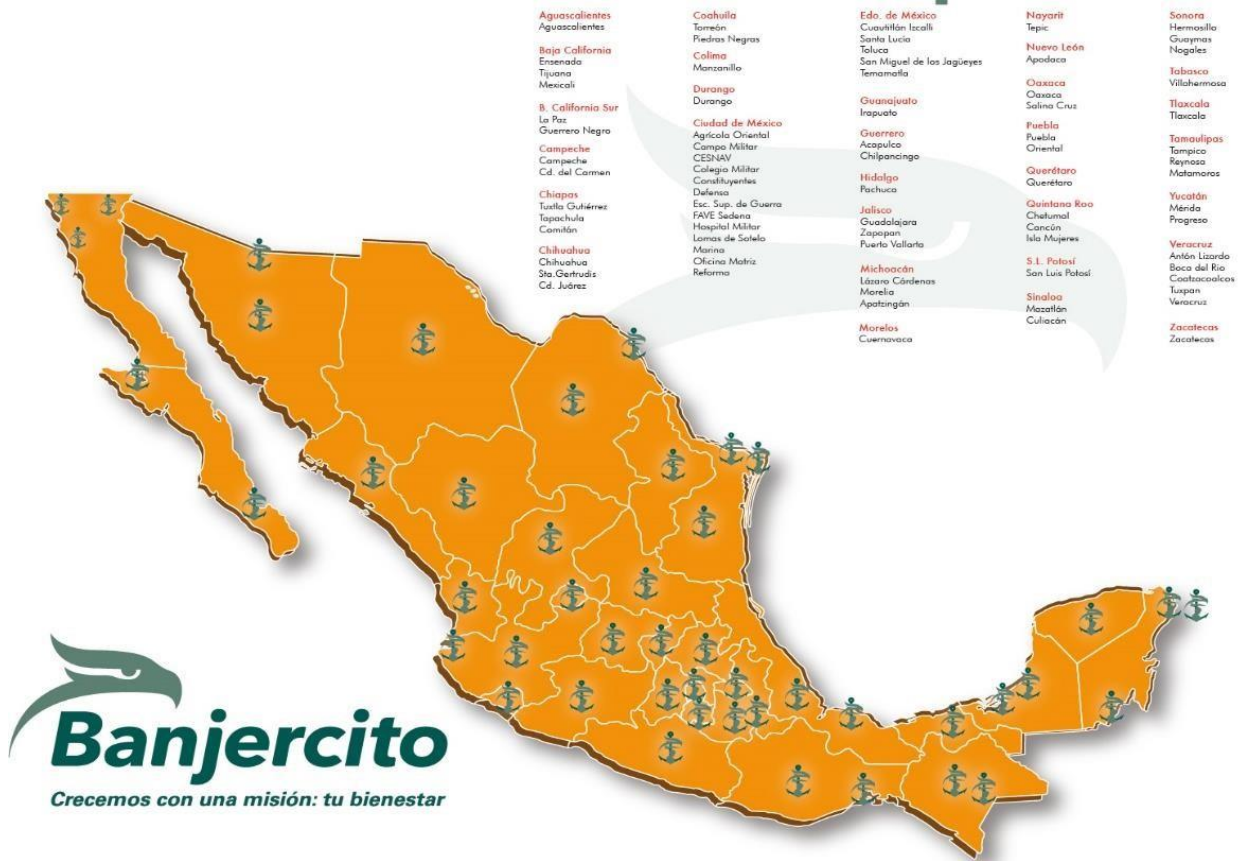 Aguascalientes
Aguascalientes
Baja California
Ensenada
Tijuana
Mexicali
B. California Sur
La Paz
Guerrero Negro
Campeche
Campeche
Cd. del Carmen
Chiapas
Tuxtla Gutiérrez
Tapachula
Comitán
Chihuahua
Chihuahua
Sta.Gertrudis
Cd. Juárez
Coahuila
Torreón
Piedras Negras
Colima
Manzanillo
Durango
Durango
Ciudad de México
Agrícola Oriental
Campo Militar
CESNAV
Colegio Militar
Constituyentes
Defensa
Esc. Sup. de Guerra
FAVE Sedena
Hospital Militar
Lomas de Sotelo
Marina
Oficina Matriz
Reforma
Edo. de México
Cuautitlán Izcalli
Santa Lucía
Toluca
San Miguel de los Jagüeyes
Temamatla
Guanajuato
Irapuato
Guerrero
Acapulco
Chilpancingo
Hidalgo
Pachuca
Jalisco
Guadalajara
Zapopan
Puerto Vallarta
Michoacán
Lázaro Cárdenas
Morelia
Apatzingán
Morelos
Cuernavaca
Nayarit
Tepic
Nuevo León
Apodaca
Oaxaca
Oaxaca
Salina Cruz
Puebla
Puebla
Oriental
Querétaro
Querétaro
Quintana Roo
Chetumal
Cancún
Isla Mujeres
S.L. Potosí
San Luis Potosí
Sinaloa
Mazatlán
Culiacán
Sonora
Hermosillo
Guaymas
Nogales
Tabasco
Villahermosa
Tlaxcala
Tlaxcala
Tamaulipas
Tampico
Reynosa
Matamoros
Yucatán
Mérida
Progreso
Veracruz
Antón Lizardo
Boca del Río
Coatzacoalcos
Tuxpan
Veracruz
Zacatecas
Zacatecas
Banjercito
Crecemos con una misión: tu bienestar